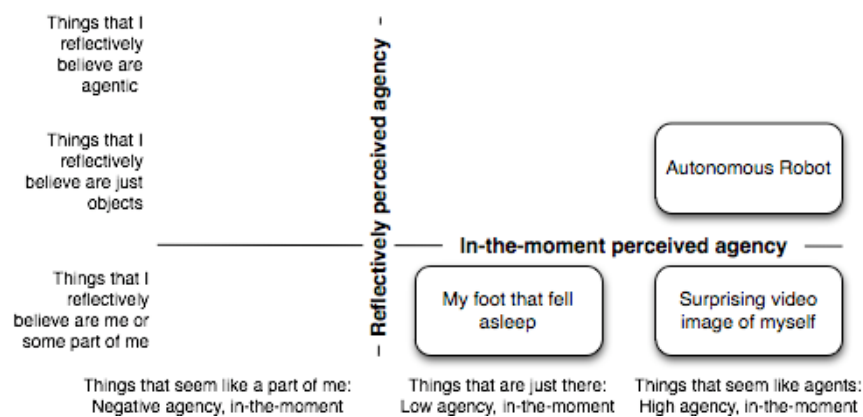 Things that I
reflectively
believe are
agentic
Things that I
reflectively
believe are just
objects
Things that I
reflectively
believe are me or
some part of me
Reflectively perceived agency
Autonomous Robot
In-the-moment perceived agency
My foot that fell
asleep
Surprising video
image of myself
Things that seem like a part of me:
Negative agency, in-the-moment
Things that are just there:
Low agency, in-the-moment
Things that seem like agents:
High agency, in-the-moment